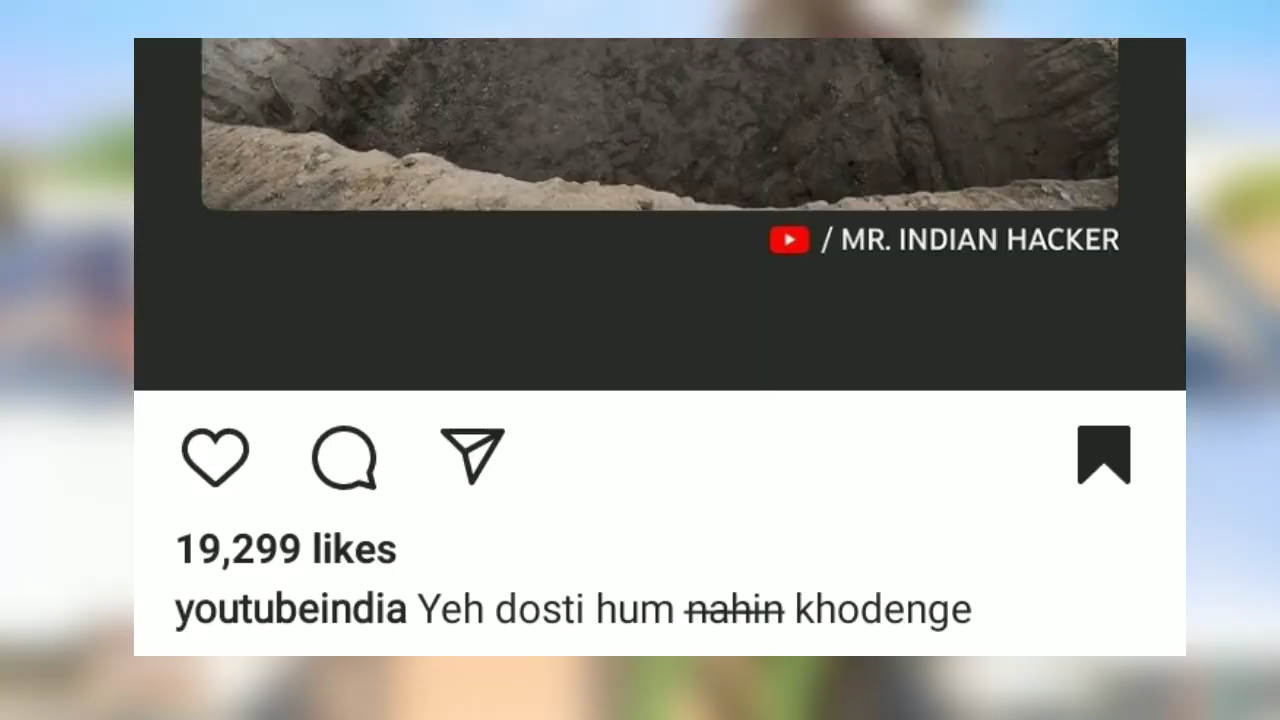 / MR. INDIAN HACKER
19,299 likes
youtubeindia Yeh dosti hum nahin khodenge